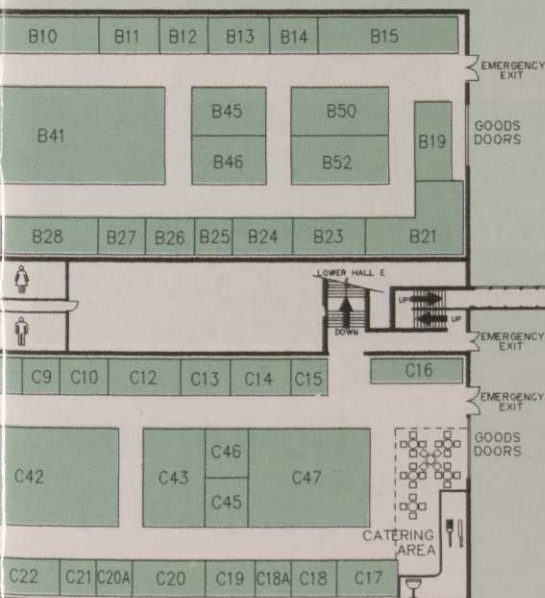 B10 B11 B12 B13 B14 B15
EMERGENCY
EXIT
B45 B50
B41
B19
GOODS
DOORS
B46 B52
B28 B27 B26 B25 B24 B23 B21
LOWER HALL E
UP
UP
DOWN
EMERGENCY
EXIT
C9 C10 C12 C13 C14 C15 C16
EMERGENCY
EXIT
GOODS
DOORS
C46
C42 C43 C47
C45
CATERING
AREA
C22 C21 C20A C20 C19 C18A C18 C17